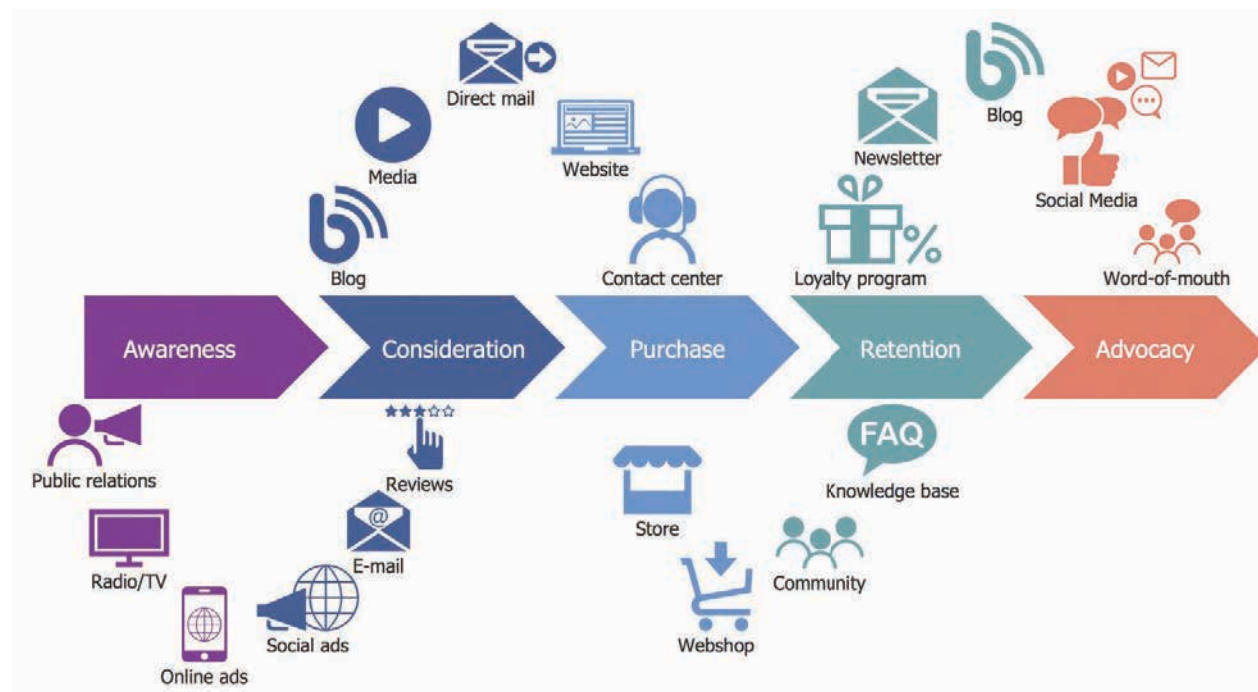 Direct mail
Media
Website
Blog
Contact center
Newsletter
Blog
Social Media
Loyalty program
Word-of-mouth
Awareness
Consideration
Purchase
Retention
Advocacy
Public relations
Radio/TV
Online ads
Social ads
@
E-mail
Reviews
Store
Webshop
FAQ
Knowledge base
Community
%